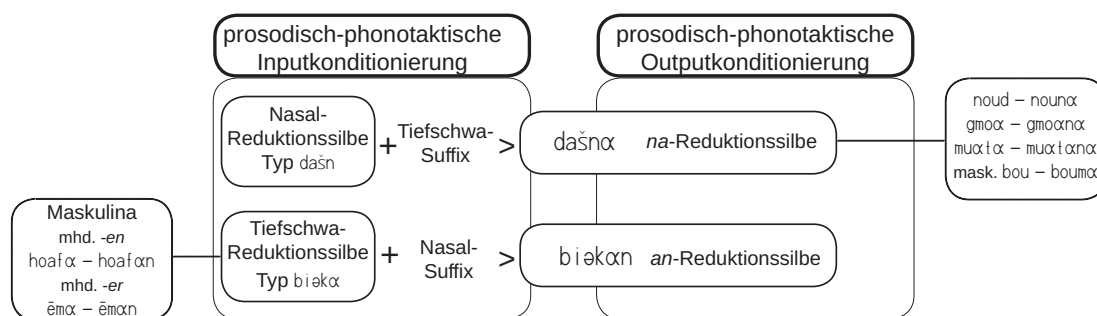 prosodisch-phonotaktische
Inputkonditionierung
prosodisch-phonotaktische
Outputkonditionierung
Nasal-
Reduktionssilbe
Typ dašn
+
Tiefschwa-
Suffix
>
dašnɑ na-Reduktionssilbe
noud – nounɑ
gmoɑ – gmoɑnɑ
muɑtɑ – muɑtɑnɑ
mask. bou – boumɑ
Maskulina
mhd. -en
hoafɑ – hoafɑn
mhd. -er
ēmɑ – ēmɑn
Tiefschwa-
Reduktionssilbe
Typ biəkɑ
+
Nasal-
Suffix
>
biəkɑn an-Reduktionssilbe